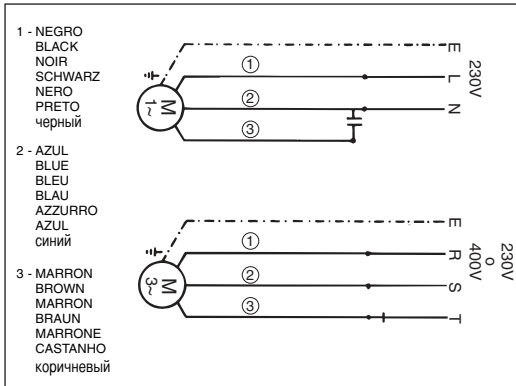 1 - NEGRO
BLACK
NOIR
SCHWARZ
NERO
PRETO
черный
2 - AZUL
BLUE
BLEU
BLAU
AZZURRO
AZUL
синий
3 - MARRON
BROWN
MARRON
BRAUN
MARRONE
CASTANHO
коричневый
E
1
L
2
N
3
M
1~
230V
E
1
R
2
S
3
T
M
3~
230V
o
400V